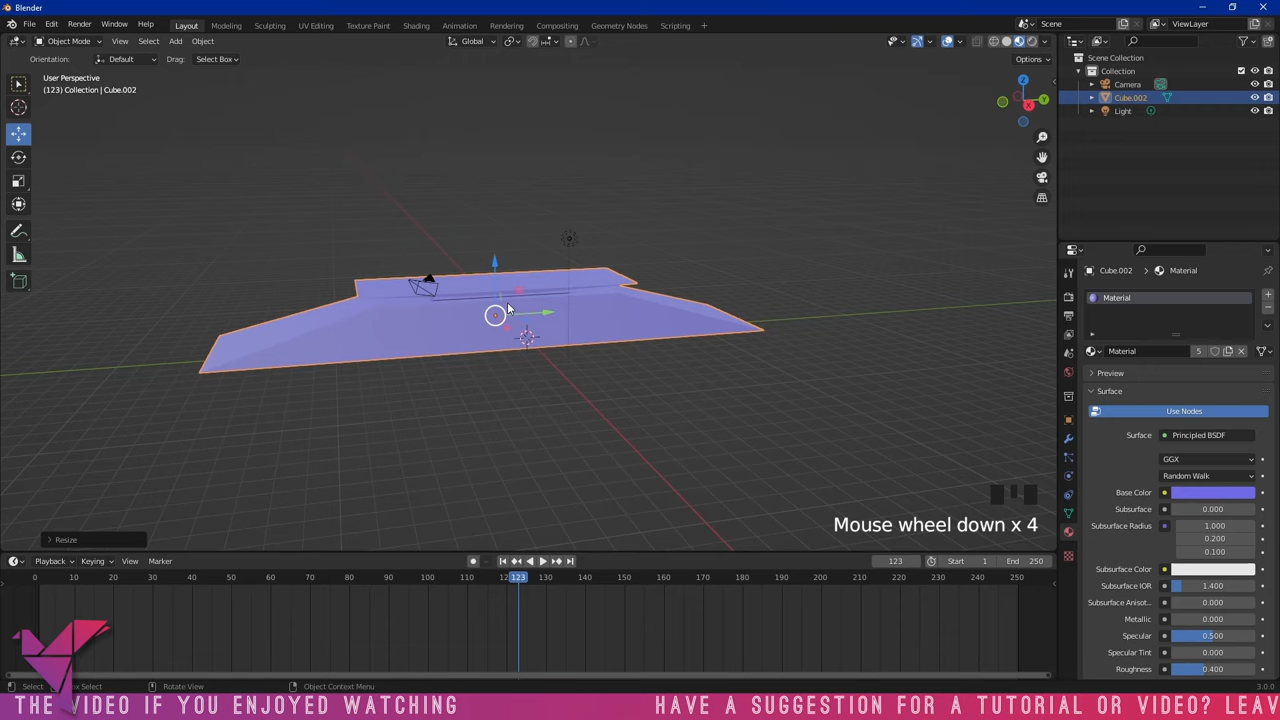 Blender
File Edit Render Window Help
Layout Modeling Sculpting UV Editing Texture Paint Shading Animation Rendering Compositing Geometry Nodes Scripting +
Scene
ViewLayer
Object Mode View Select Add Object
Global
Orientation: Default Drag: Select Box
Options
User Perspective
(123) Collection | Cube.002
Scene Collection
Collection
Camera
Cube.002
Light
Cube.002 > Material
Material
Material 5
Preview
Surface
Use Nodes
Surface Principled BSDF
GGX
Random Walk
Base Color
Subsurface 0.000
Subsurface Radius 1.000
0.200
0.100
Subsurface Color
Subsurface IOR 1.400
Subsurface Anisot... 0.000
Metallic 0.000
Specular 0.500
Specular Tint 0.000
Roughness 0.400
Mouse wheel down x 4
> Resize
Playback Keying View Marker
123 Start 1 End 250
0 10 20 30 40 50 60 70 80 90 100 110 12 123 130 140 150 160 170 180 190 200 210 220 230 240 250
Select Box Select Rotate View Object Context Menu
3.0.0
THE VIDEO IF YOU ENJOYED WATCHING HAVE A SUGGESTION FOR A TUTORIAL OR VIDEO? LEAV